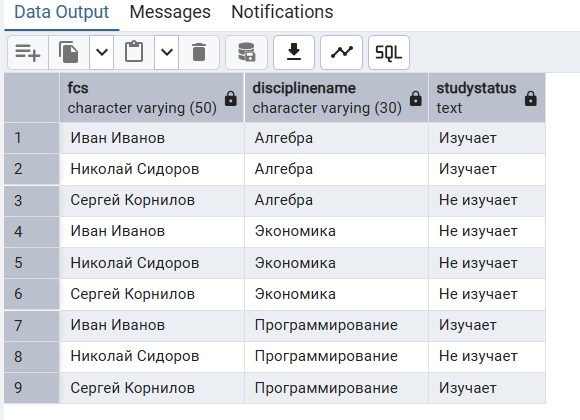 Data Output Messages Notifications
SQL
fcs disciplinename studystatus
character varying (50) character varying (30) text
1 Иван Иванов Алгебра Изучает
2 Николай Сидоров Алгебра Изучает
3 Сергей Корнилов Алгебра Не изучает
4 Иван Иванов Экономика Не изучает
5 Николай Сидоров Экономика Не изучает
6 Сергей Корнилов Экономика Не изучает
7 Иван Иванов Программирование Изучает
8 Николай Сидоров Программирование Не изучает
9 Сергей Корнилов Программирование Изучает